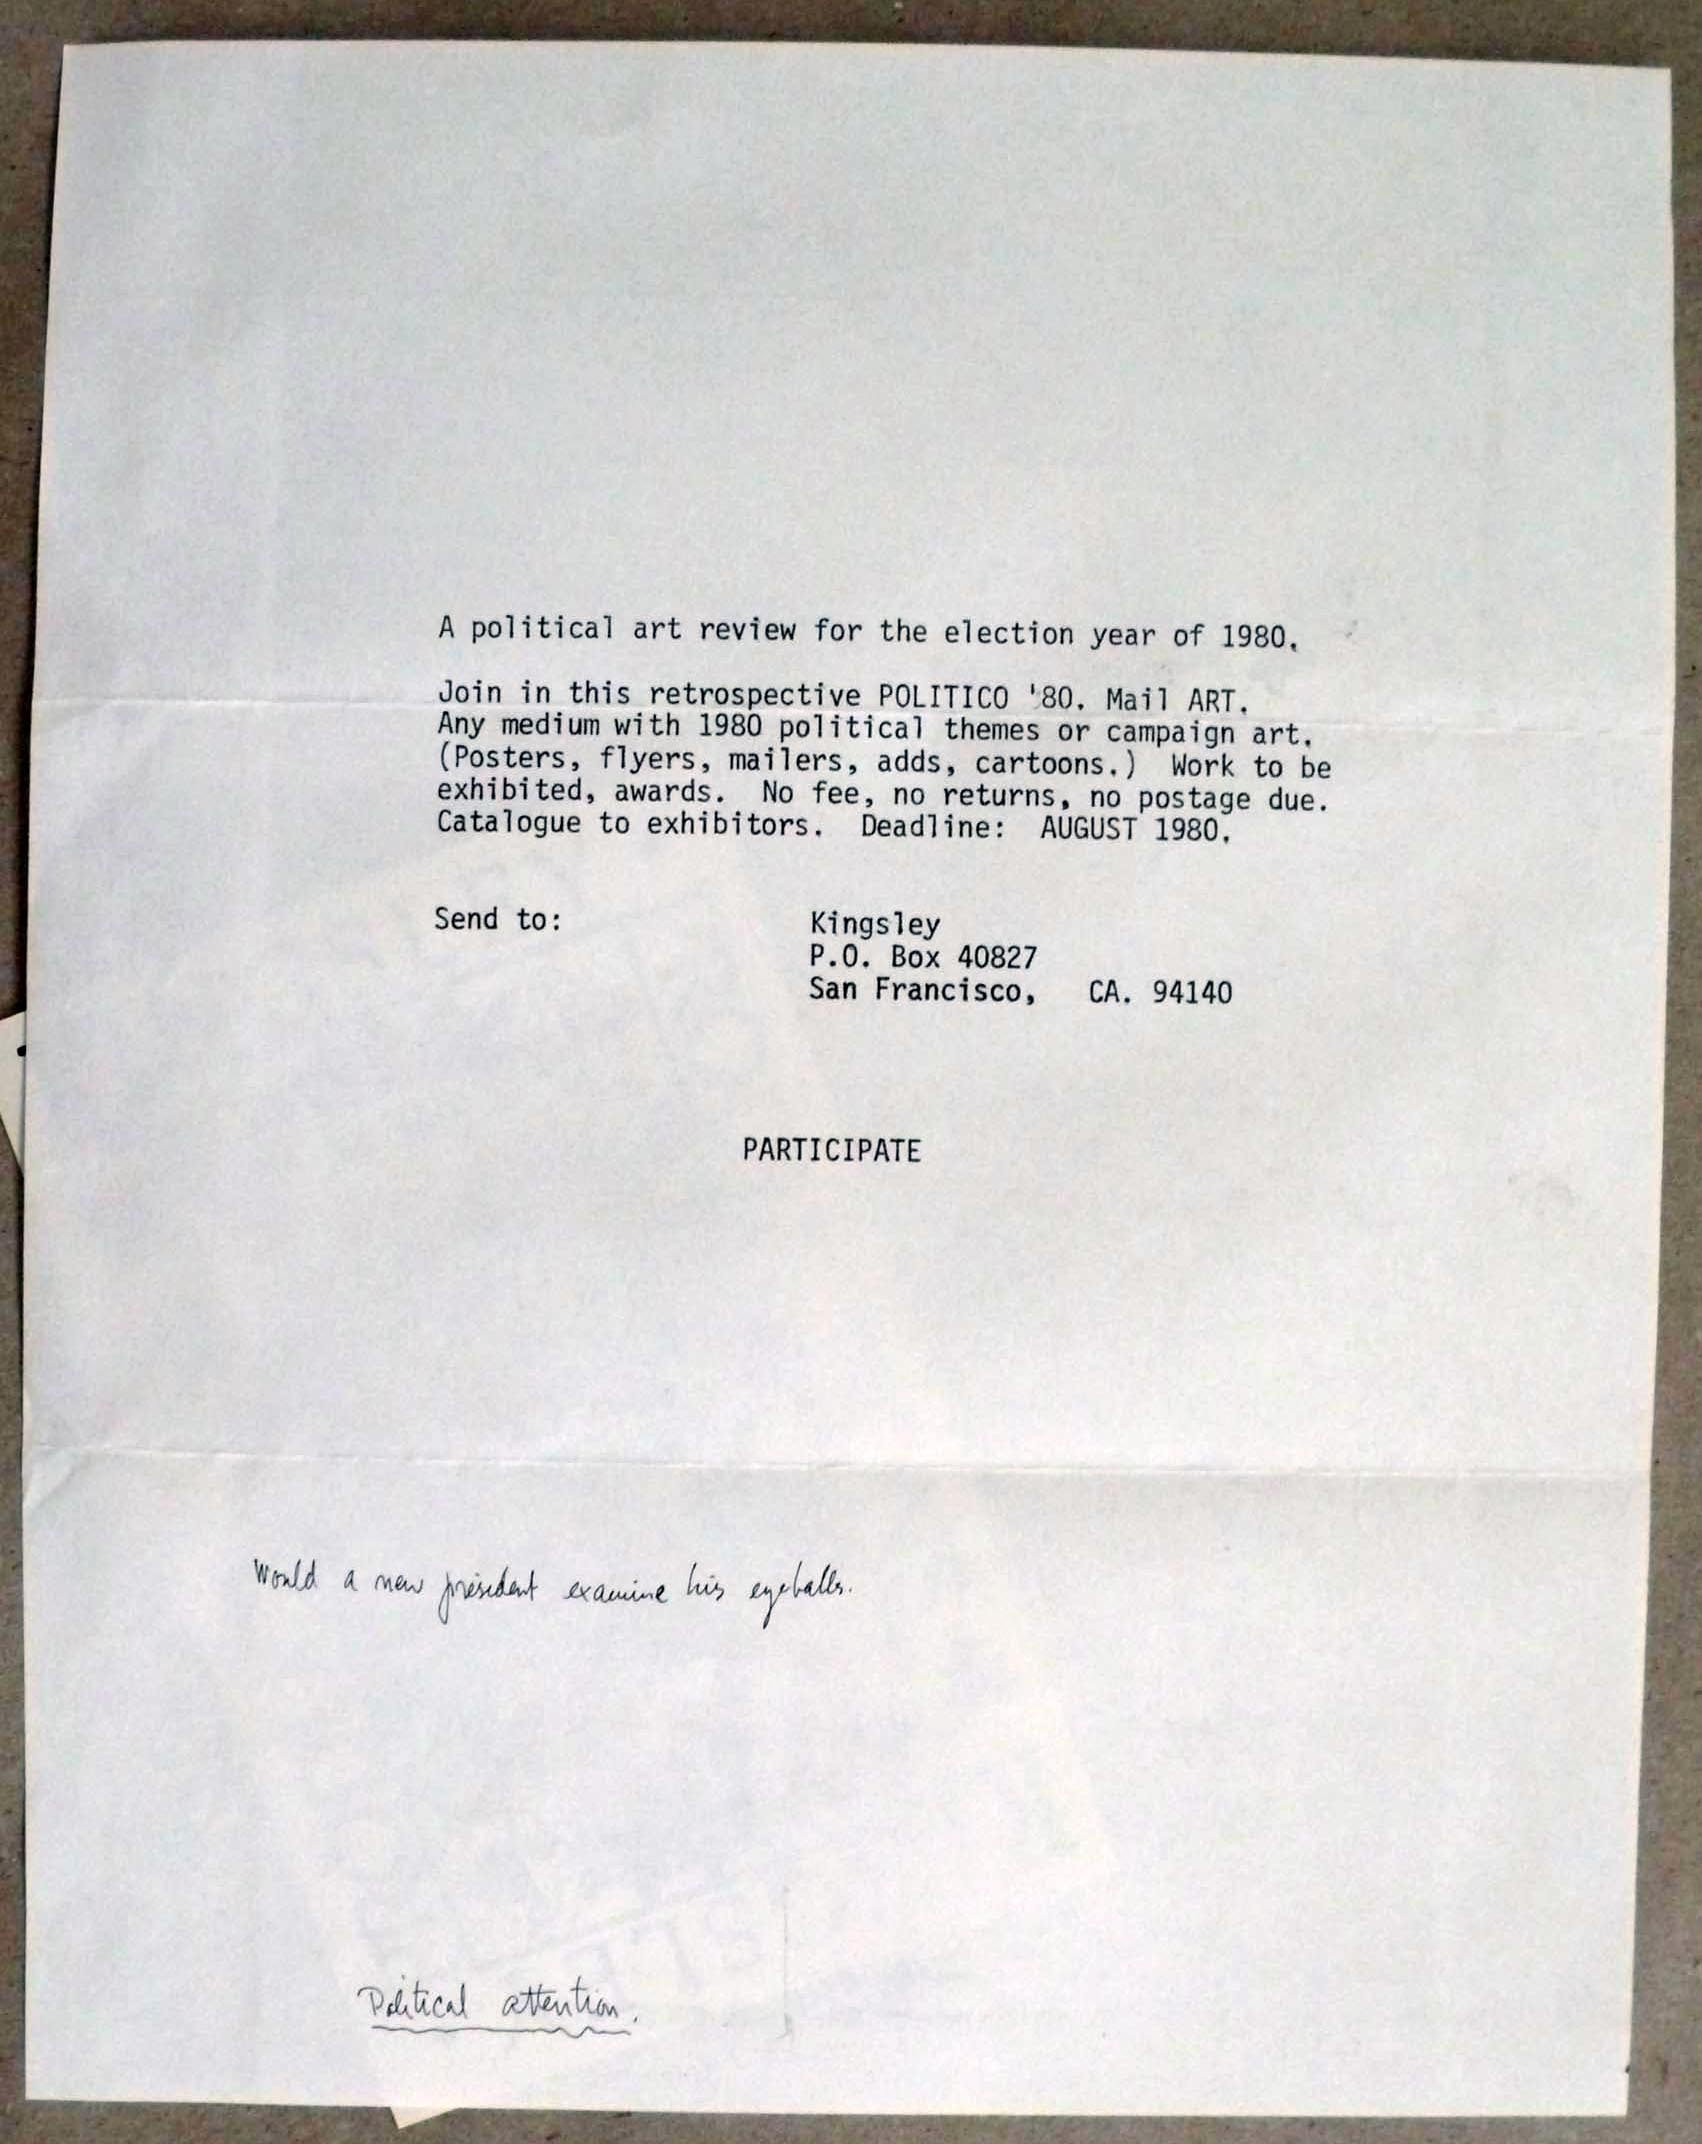 A political art review for the election year of 1980.
Join in this retrospective POLITICO '80. Mail ART.
Any medium with 1980 political themes or campaign art.
(Posters, flyers, mailers, adds, cartoons.) Work to be
exhibited, awards. No fee, no returns, no postage due.
Catalogue to exhibitors. Deadline: AUGUST 1980.
Send to: Kingsley
P.O. Box 40827
San Francisco, CA. 94140
PARTICIPATE
Would a new president examine his eyeballs.
Political attention.